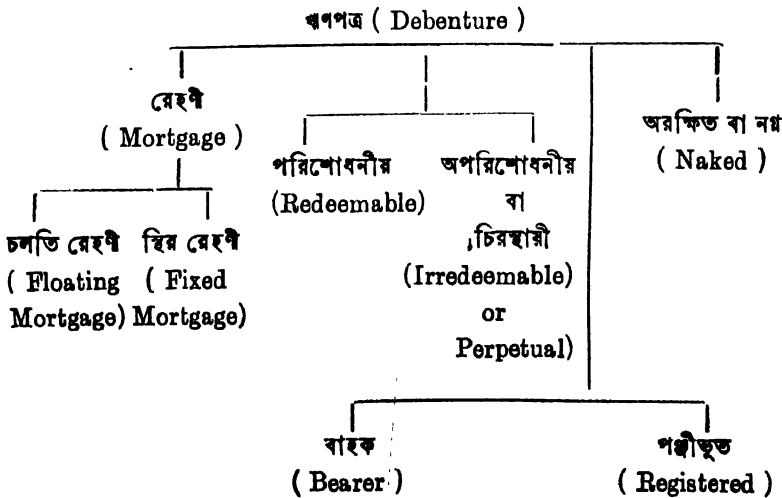 ঋণপত্র ( Debenture )
রেহণী
( Mortgage )
অরক্ষিত বা নগ্ন
( Naked )
পরিশোধনীয়
(Redeemable)
অপরিশোধনীয়
বা
চিরস্থায়ী
(Irredeemable)
or
Perpetual)
চলতি রেহণী
( Floating
Mortgage)
স্থির রেহণী
( Fixed
Mortgage)
বাহক
( Bearer )
পঞ্জীভূত
( Registered )